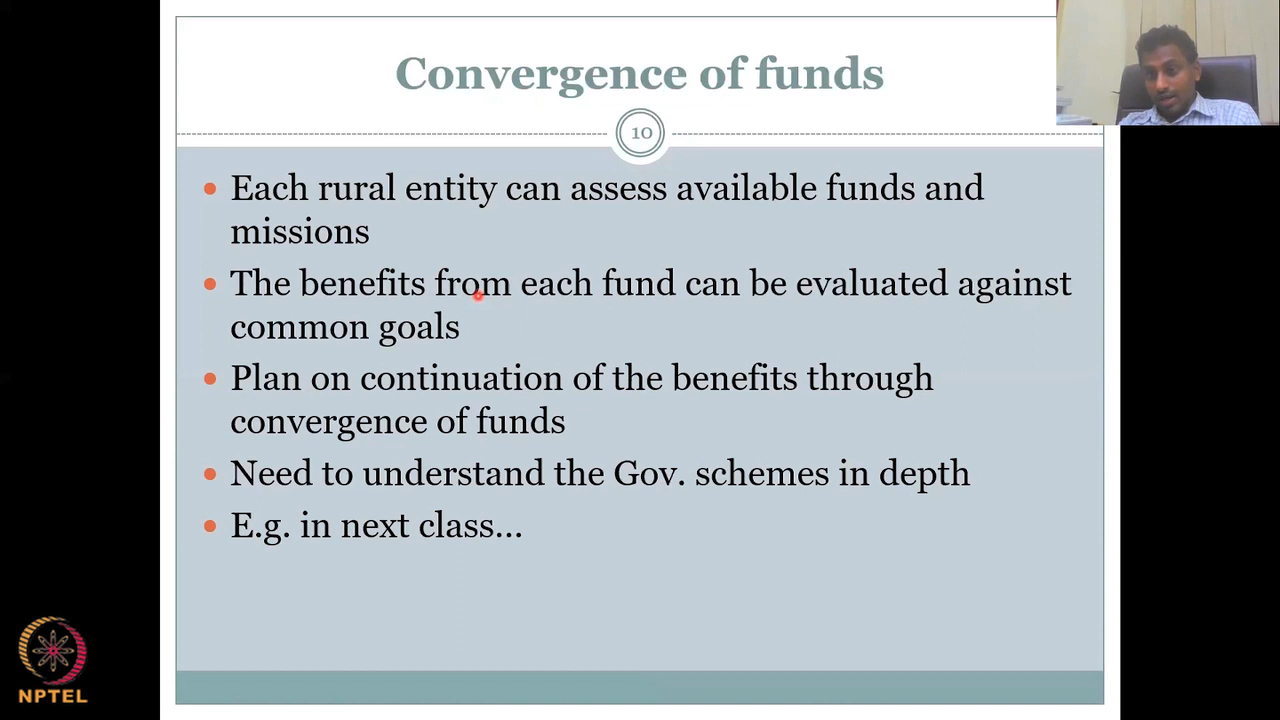 Convergence of funds
10
• Each rural entity can assess available funds and
missions
• The benefits from each fund can be evaluated against
common goals
• Plan on continuation of the benefits through
convergence of funds
• Need to understand the Gov. schemes in depth
• E.g. in next class...
NPTEL